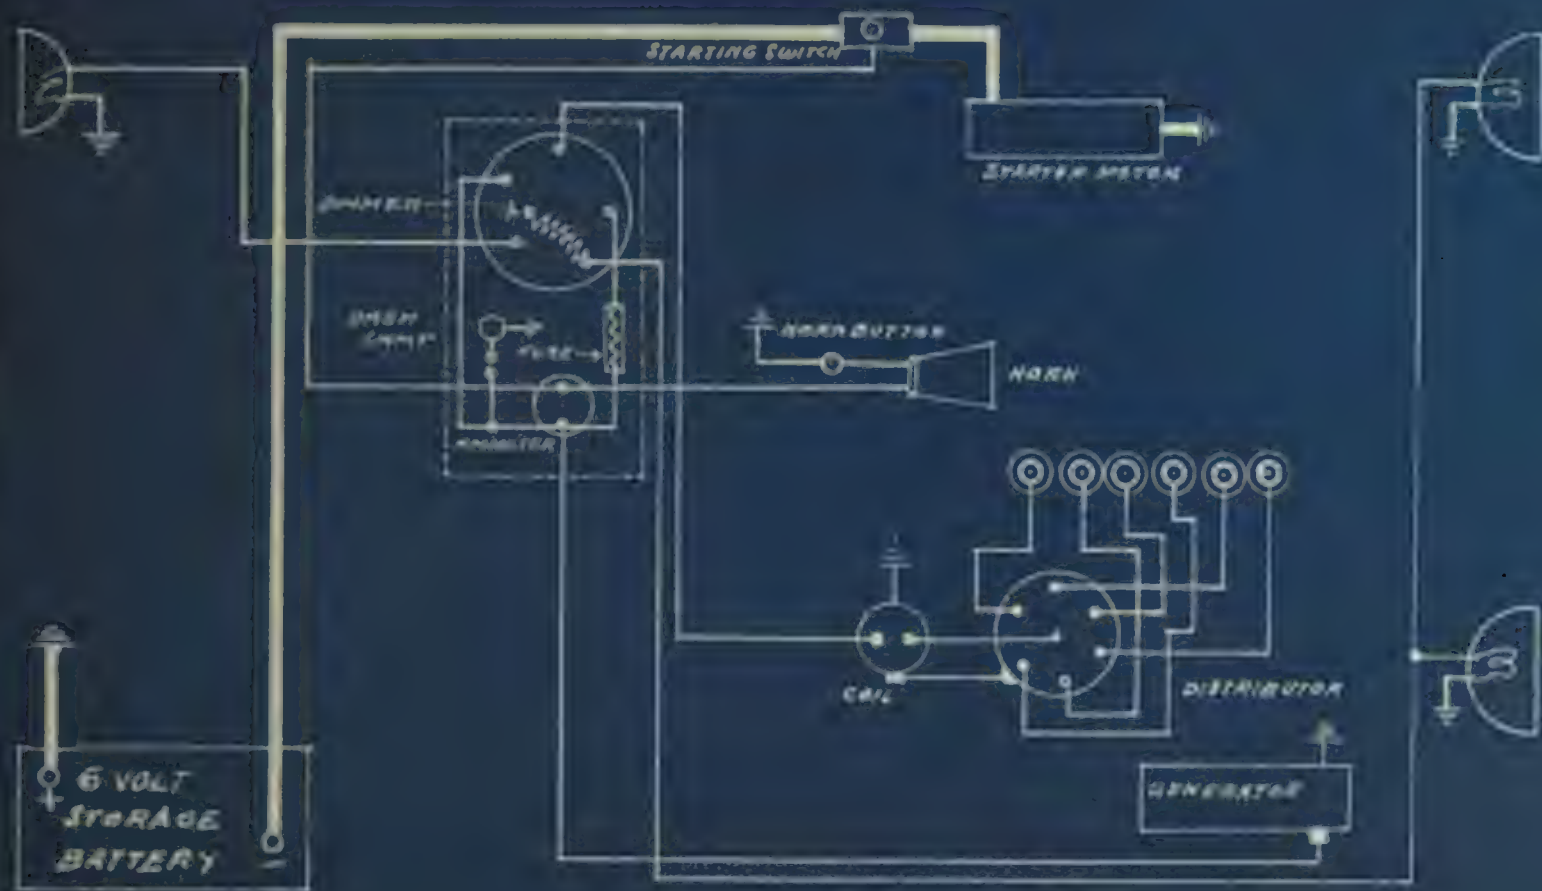 STARTING SWITCH
STARTER MOTOR
DIMMER
DASH
LAMP
FUSE
HORN BUTTON
HORN
AMMETER
COIL
DISTRIBUTOR
GENERATOR
6 VOLT
+
STORAGE
BATTERY
-